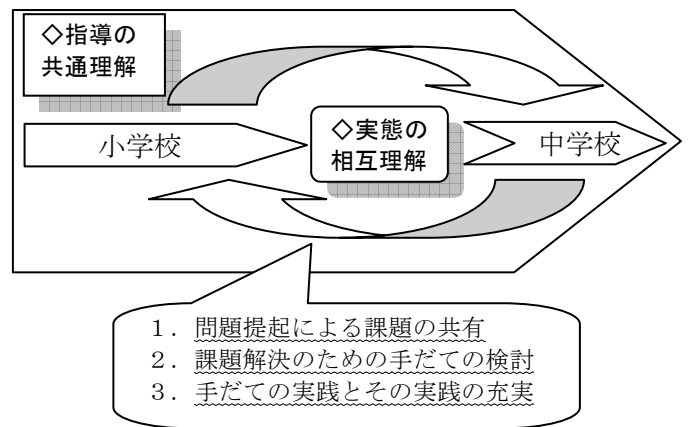 ◇指導の
共通理解
小学校
◇実態の
相互理解
中学校
１．問題提起による課題の共有
２．課題解決のための手だての検討
３．手だての実践とその実践の充実